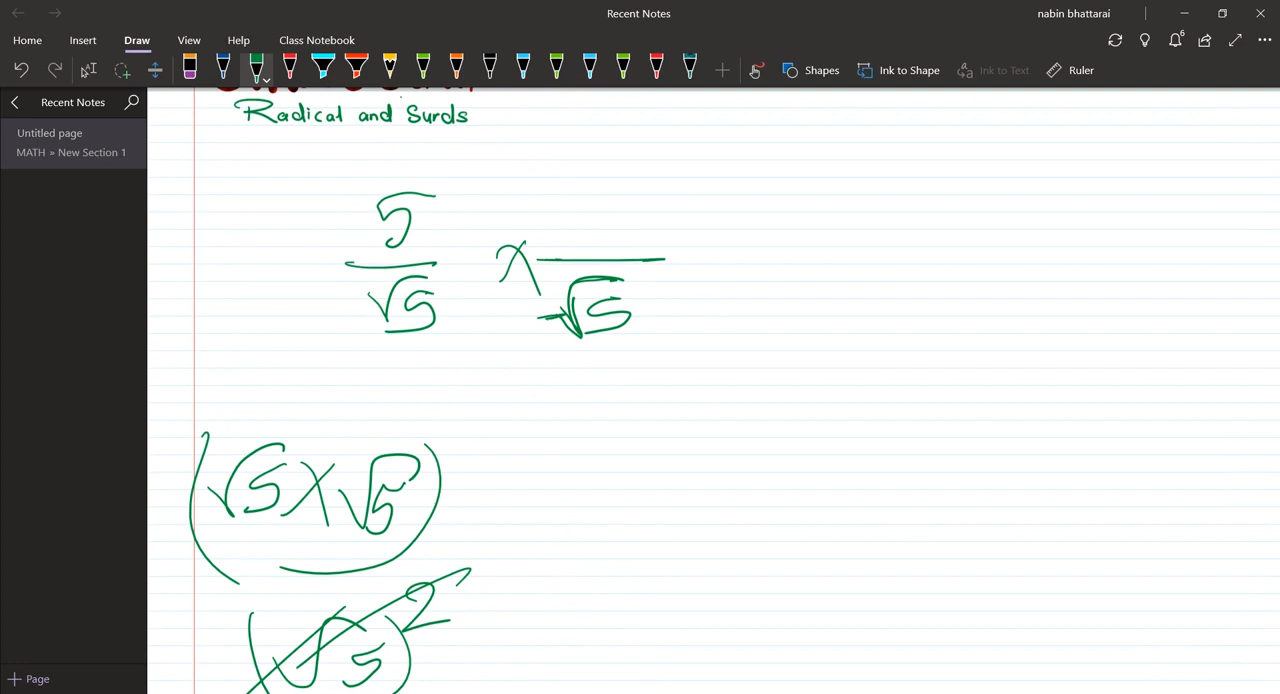 Recent Notes
nabin bhattarai
Home Insert Draw View Help Class Notebook
6
Shapes Ink to Shape Ink to Text Ruler
Recent Notes
Untitled page
MATH » New Section 1
Radical and Surds
5
× 
√5 √5
(√5 × √5)
(√5)²
Page